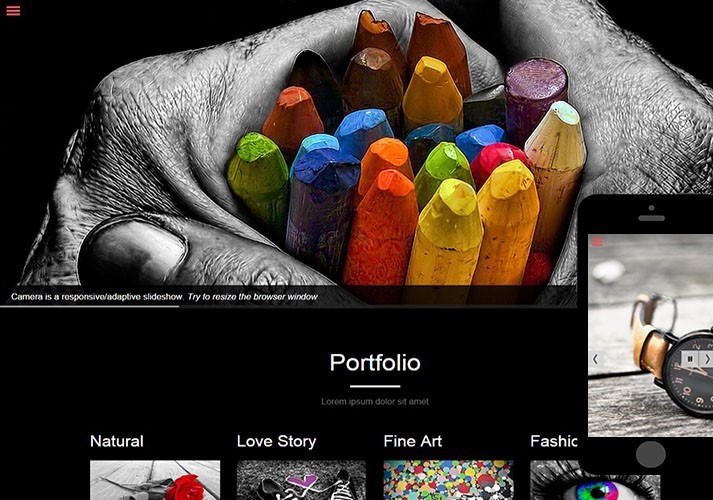 Camera is a responsive/adaptive slideshow. Try to resize the browser window
Portfolio
Lorem ipsum dolor sit amet
Natural
Love Story
Fine Art
Fashio